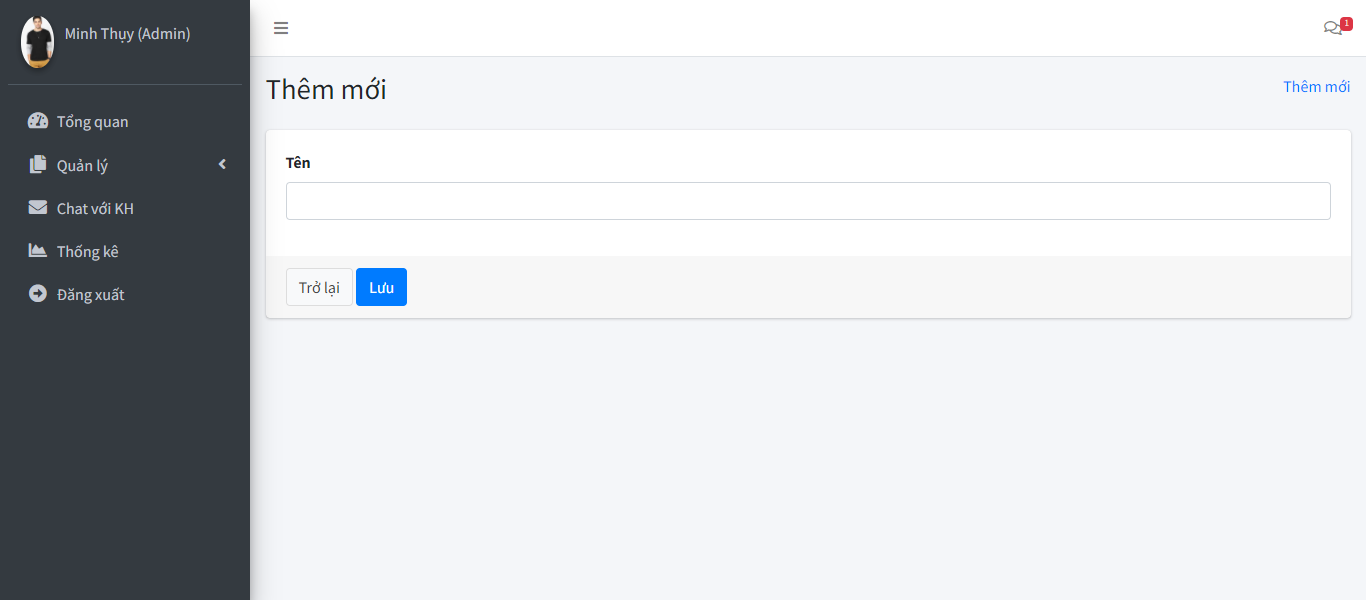 Minh Thụy (Admin)
Tổng quan
Quản lý
Chat với KH
Thống kê
Đăng xuất
1
Thêm mới
Thêm mới
Tên
Trở lại
Lưu